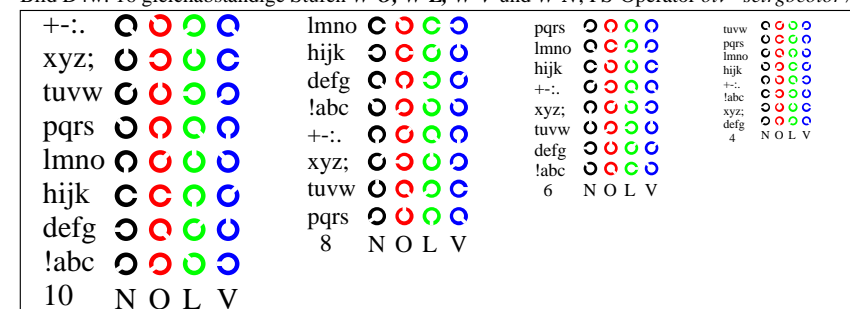 +-:.
xyz;
tuvw
pqrs
lmno
hijk
defg
!abc
10 N O L V
lmno
hijk
defg
!abc
+-:.
xyz;
tuvw
pqrs
8 N O L V
pqrs
lmno
hijk
+-:.
xyz;
tuvw
defg
!abc
6 N O L V
tuvw
pqrs
lmno
hijk
+-:.
!abc
xyz;
defg
4 N O L V